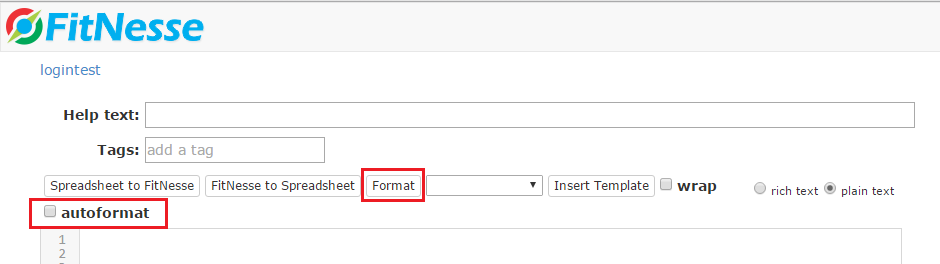 FitNesse
logintest
Help text:
Tags: add a tag
Spreadsheet to FitNesse FitNesse to Spreadsheet Format Insert Template wrap rich text plain text
autoformat
1
2